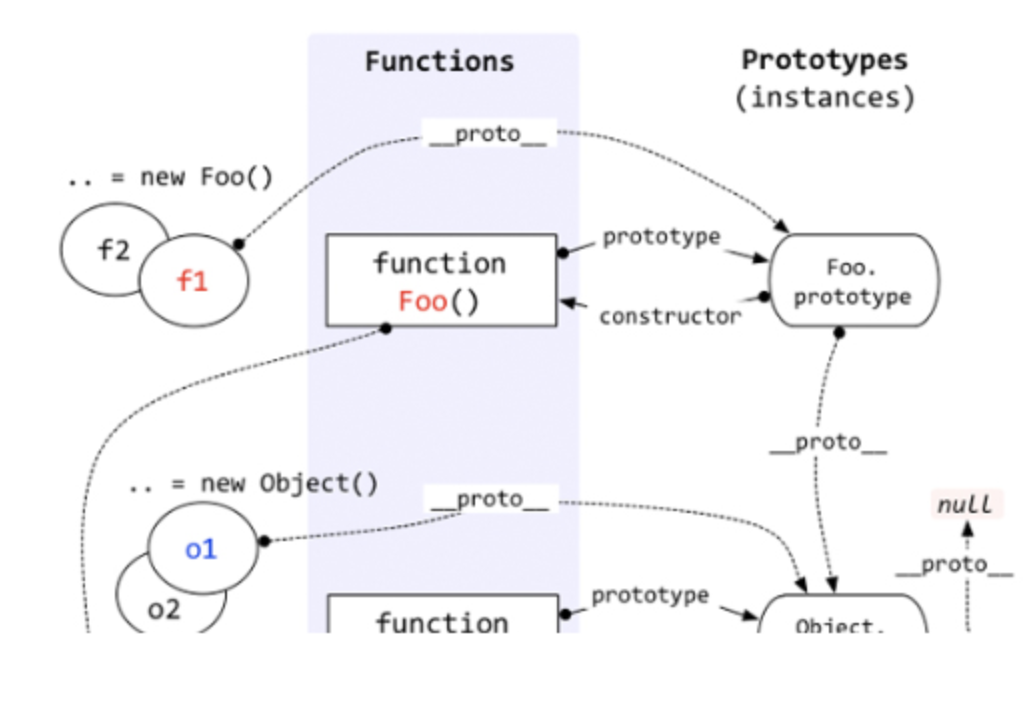 Functions
Prototypes
(instances)
__proto__
.. = new Foo()
f2
f1
function
Foo()
prototype
constructor
Foo.
prototype
__proto__
.. = new Object()
__proto__
null
o1
__proto__
o2
function
prototype
Object.